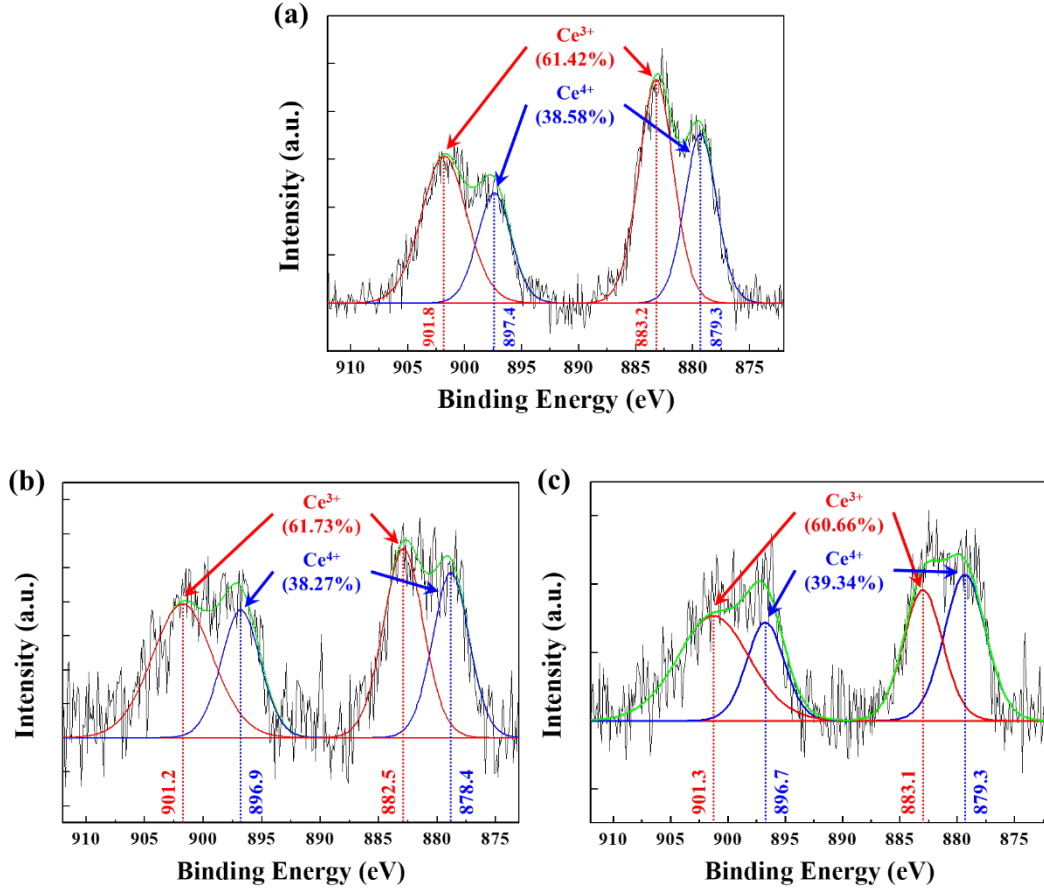 (a)
Ce³⁺
(61.42%)
Ce⁴⁺
(38.58%)
Intensity (a.u.)
901.8
897.4
883.2
879.3
910 905 900 895 890 885 880 875
Binding Energy (eV)
(b)
Ce³⁺
(61.73%)
Ce⁴⁺
(38.27%)
Intensity (a.u.)
901.2
896.9
882.5
878.4
910 905 900 895 890 885 880 875
Binding Energy (eV)
(c)
Ce³⁺
(60.66%)
Ce⁴⁺
(39.34%)
Intensity (a.u.)
901.3
896.7
883.1
879.3
910 905 900 895 890 885 880 875
Binding Energy (eV)